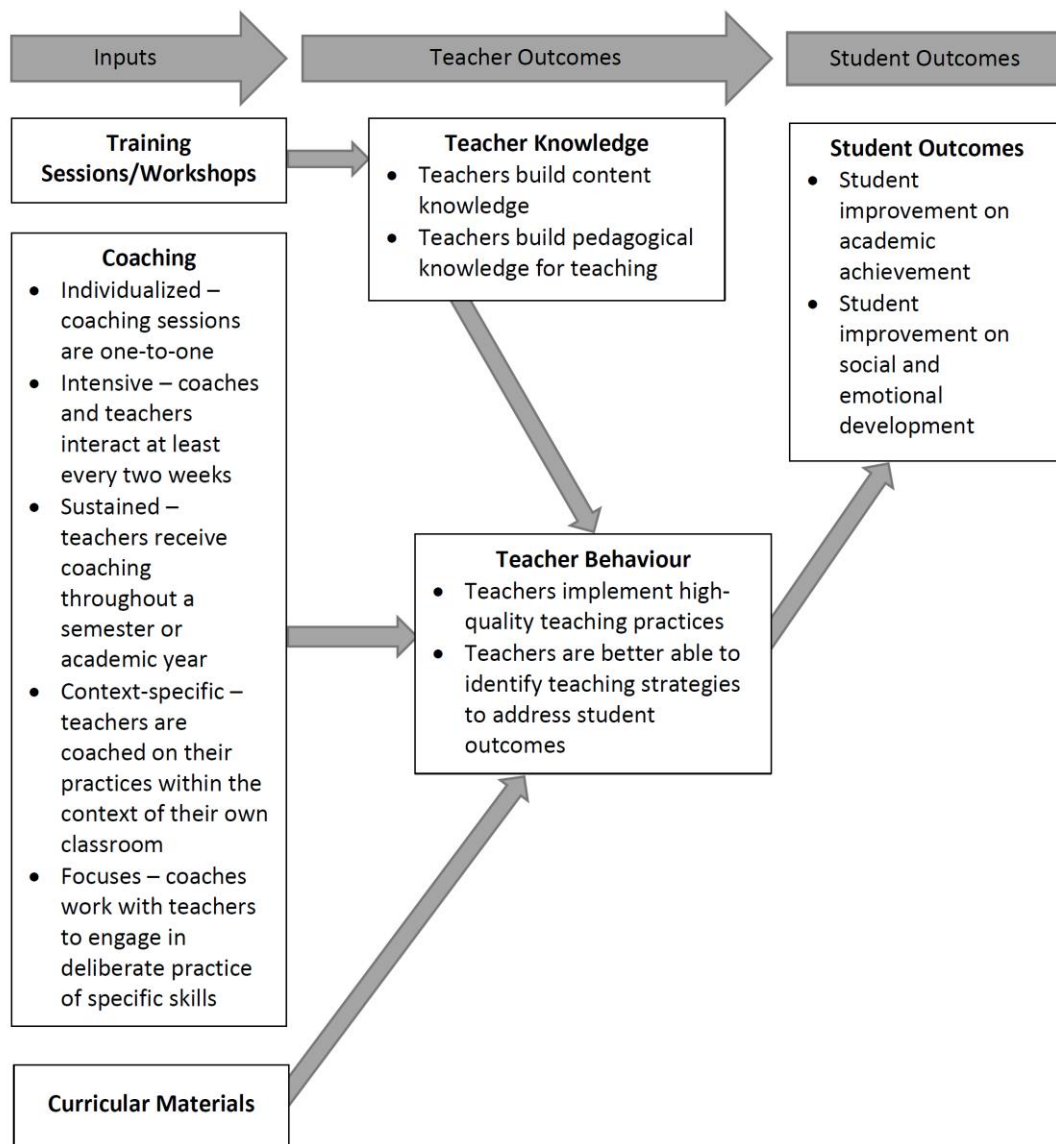 Inputs
Teacher Outcomes
Student Outcomes
Training
Sessions/Workshops
Teacher Knowledge
• Teachers build content
knowledge
• Teachers build pedagogical
knowledge for teaching
Student Outcomes
• Student
improvement on
academic
achievement
• Student
improvement on
social and
emotional
development
Coaching
• Individualized –
coaching sessions
are one-to-one
• Intensive – coaches
and teachers
interact at least
every two weeks
• Sustained –
teachers receive
coaching
throughout a
semester or
academic year
• Context-specific –
teachers are
coached on their
practices within the
context of their own
classroom
• Focuses – coaches
work with teachers
to engage in
deliberate practice
of specific skills
Teacher Behaviour
• Teachers implement high-
quality teaching practices
• Teachers are better able to
identify teaching strategies
to address student
outcomes
Curricular Materials